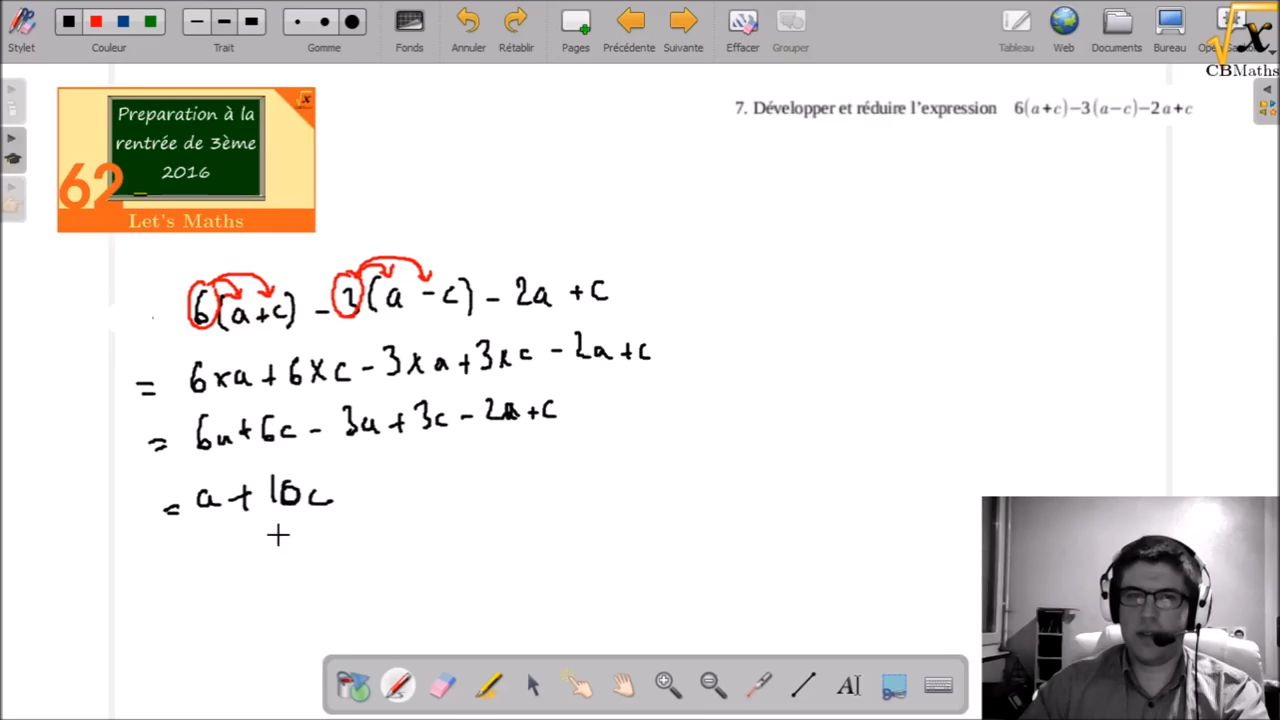 Stylet Couleur Trait Gomme Fonds Annuler Rétablir Pages Précédente Suivante Effacer Grouper Tableau Web Documents Bureau
CBMaths
Preparation à la
rentrée de 3ème
2016
62
Let's Maths
7. Développer et réduire l'expression 6(a+c)−3(a−c)−2a+c
6(a+c) - 3(a - c) - 2a + c
= 6×a + 6×c - 3×a + 3×c - 2a + c
= 6a + 6c - 3a + 3c - 2a + c
= a + 10c